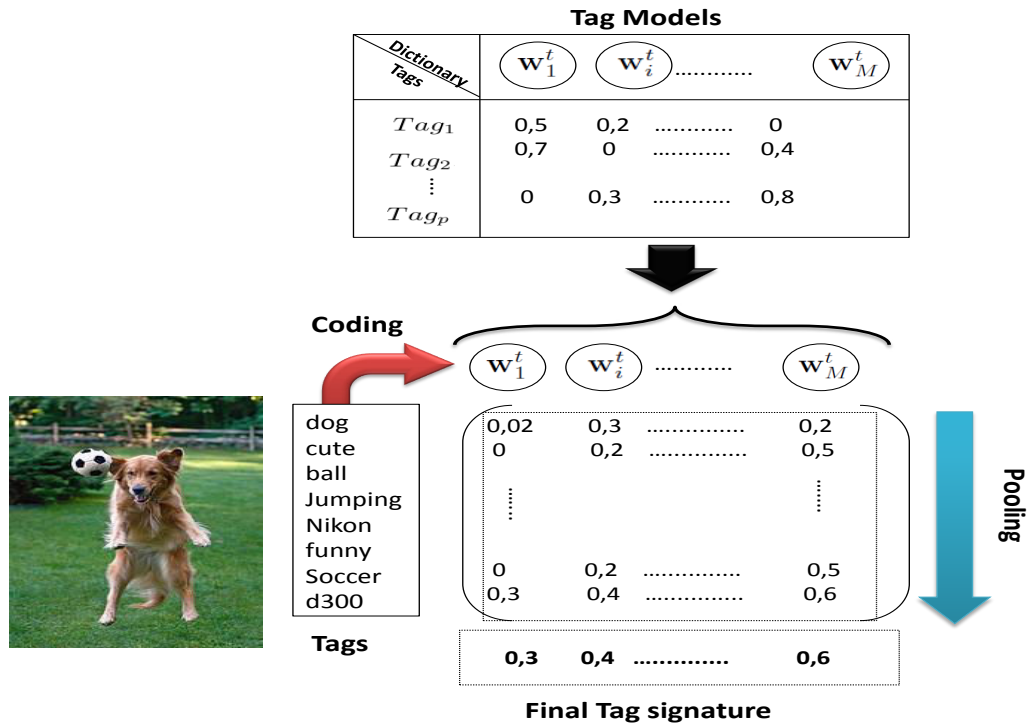 Tag Models
Dictionary
Tags
w_1^t w_i^t ............ w_M^t
Tag_1 0,5 0,2 ............ 0
Tag_2 0,7 0 ............ 0,4
Tag_p 0 0,3 ............ 0,8
Coding
w_1^t w_i^t ............ w_M^t
dog 0,02 0,3 ............... 0,2
cute 0 0,2 ............... 0,5
ball
Jumping
Nikon
funny
Soccer 0 0,2 ............... 0,5
d300 0,3 0,4 ............... 0,6
Pooling
Tags
0,3 0,4 ............... 0,6
Final Tag signature